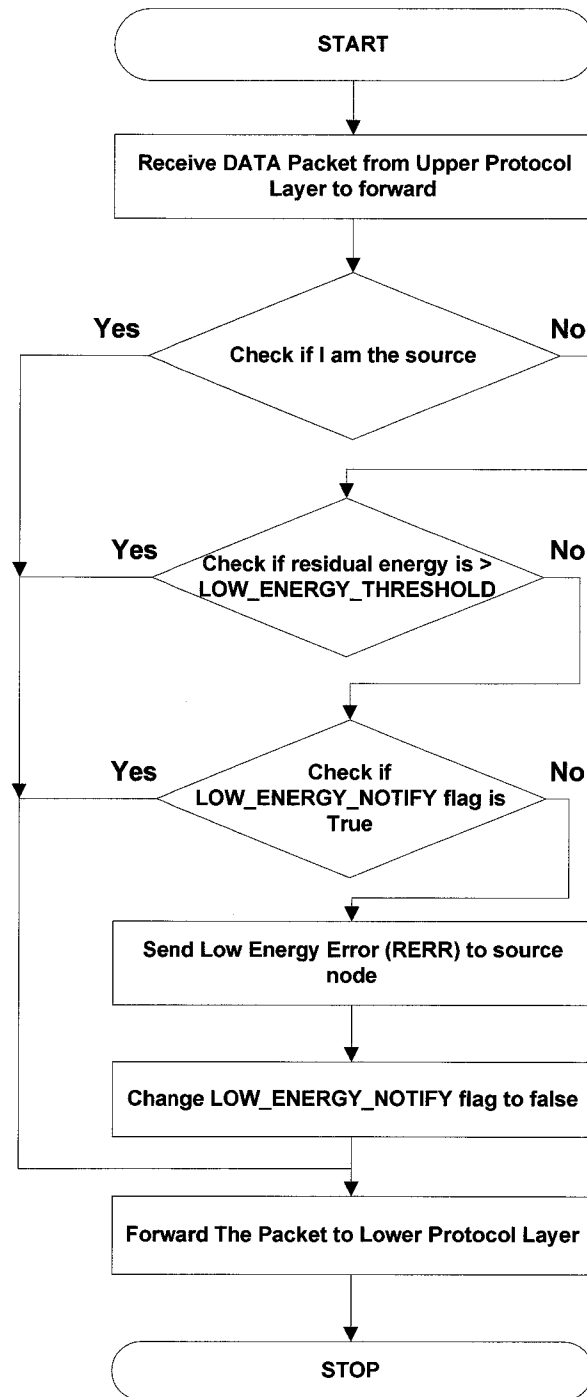 START
Receive DATA Packet from Upper Protocol
Layer to forward
Yes
No
Check if I am the source
Yes
Check if residual energy is >
LOW_ENERGY_THRESHOLD
No
Yes
Check if
LOW_ENERGY_NOTIFY flag is
True
No
Send Low Energy Error (RERR) to source
node
Change LOW_ENERGY_NOTIFY flag to false
Forward The Packet to Lower Protocol Layer
STOP